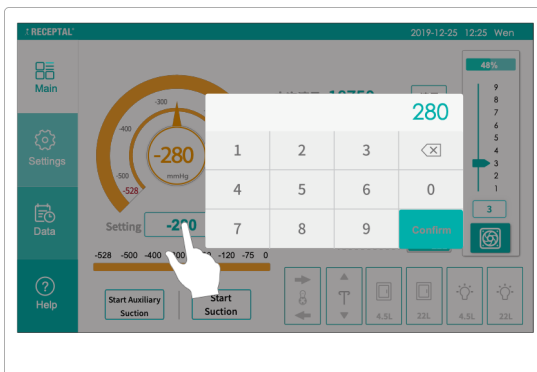 RECEPTAL
2019-12-25 12:25 Wen
Main
Settings
Data
Help
-300
-400
-500
-528
-280
mmHg
Setting
-528 -500 -400 -120 -75 0
Start Auxiliary
Suction
Start
Suction
280
1 2 3
4 5 6 0
7 8 9 Confirm
48%
9
8
7
6
5
4
3
2
1
3
4.5L 22L 4.5L 22L